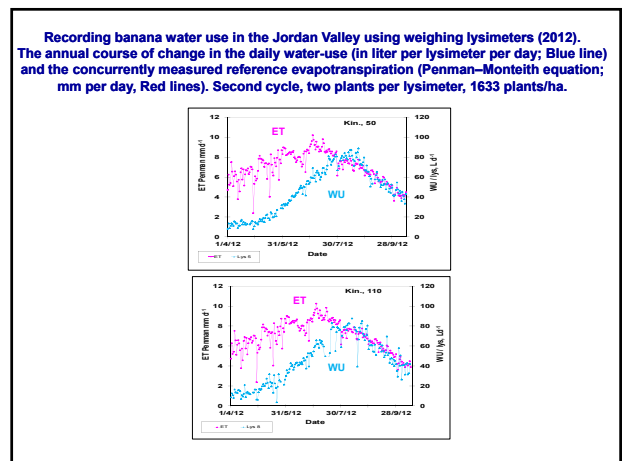 Recording banana water use in the Jordan Valley using weighing lysimeters (2012).
The annual course of change in the daily water-use (in liter per lysimeter per day; Blue line)
and the concurrently measured reference evapotranspiration (Penman–Monteith equation;
mm per day, Red lines). Second cycle, two plants per lysimeter, 1633 plants/ha.
Kin., 50
ET
WU
ET Penman mm d-1
12
10
8
6
4
2
0
120
100
80
60
40
20
0
WU / lys, L d-1
1/4/12 31/5/12 30/7/12 28/9/12
Date
ET Lys 5
Kin., 110
ET
WU
ET Penman mm d-1
12
10
8
6
4
2
0
120
100
80
60
40
20
0
WU/ lys, Ld-1
1/4/12 31/5/12 30/7/12 28/9/12
Date
ET